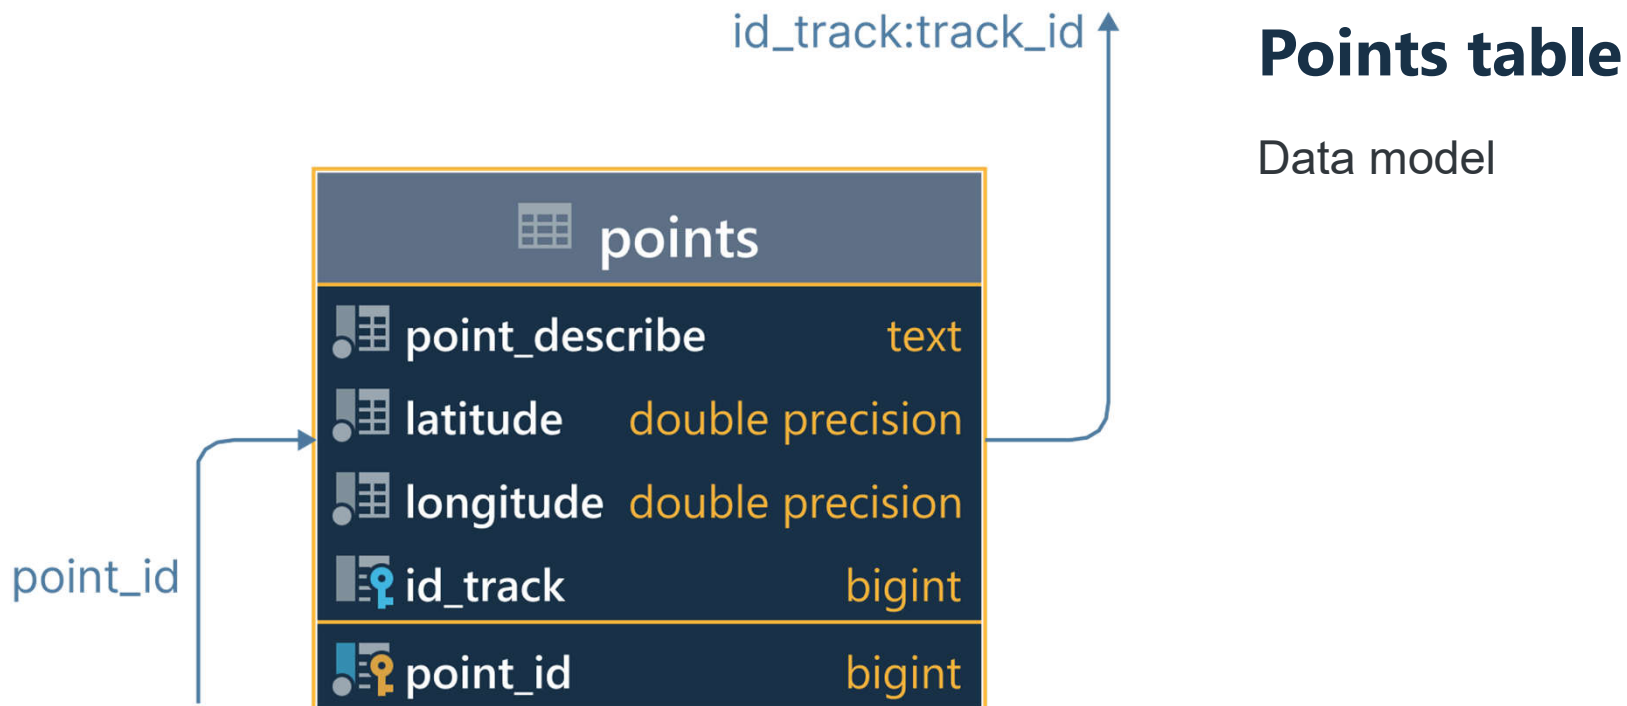 id_track:track_id
Points table
Data model
points
point_describe text
latitude double precision
longitude double precision
id_track bigint
point_id
point_id bigint